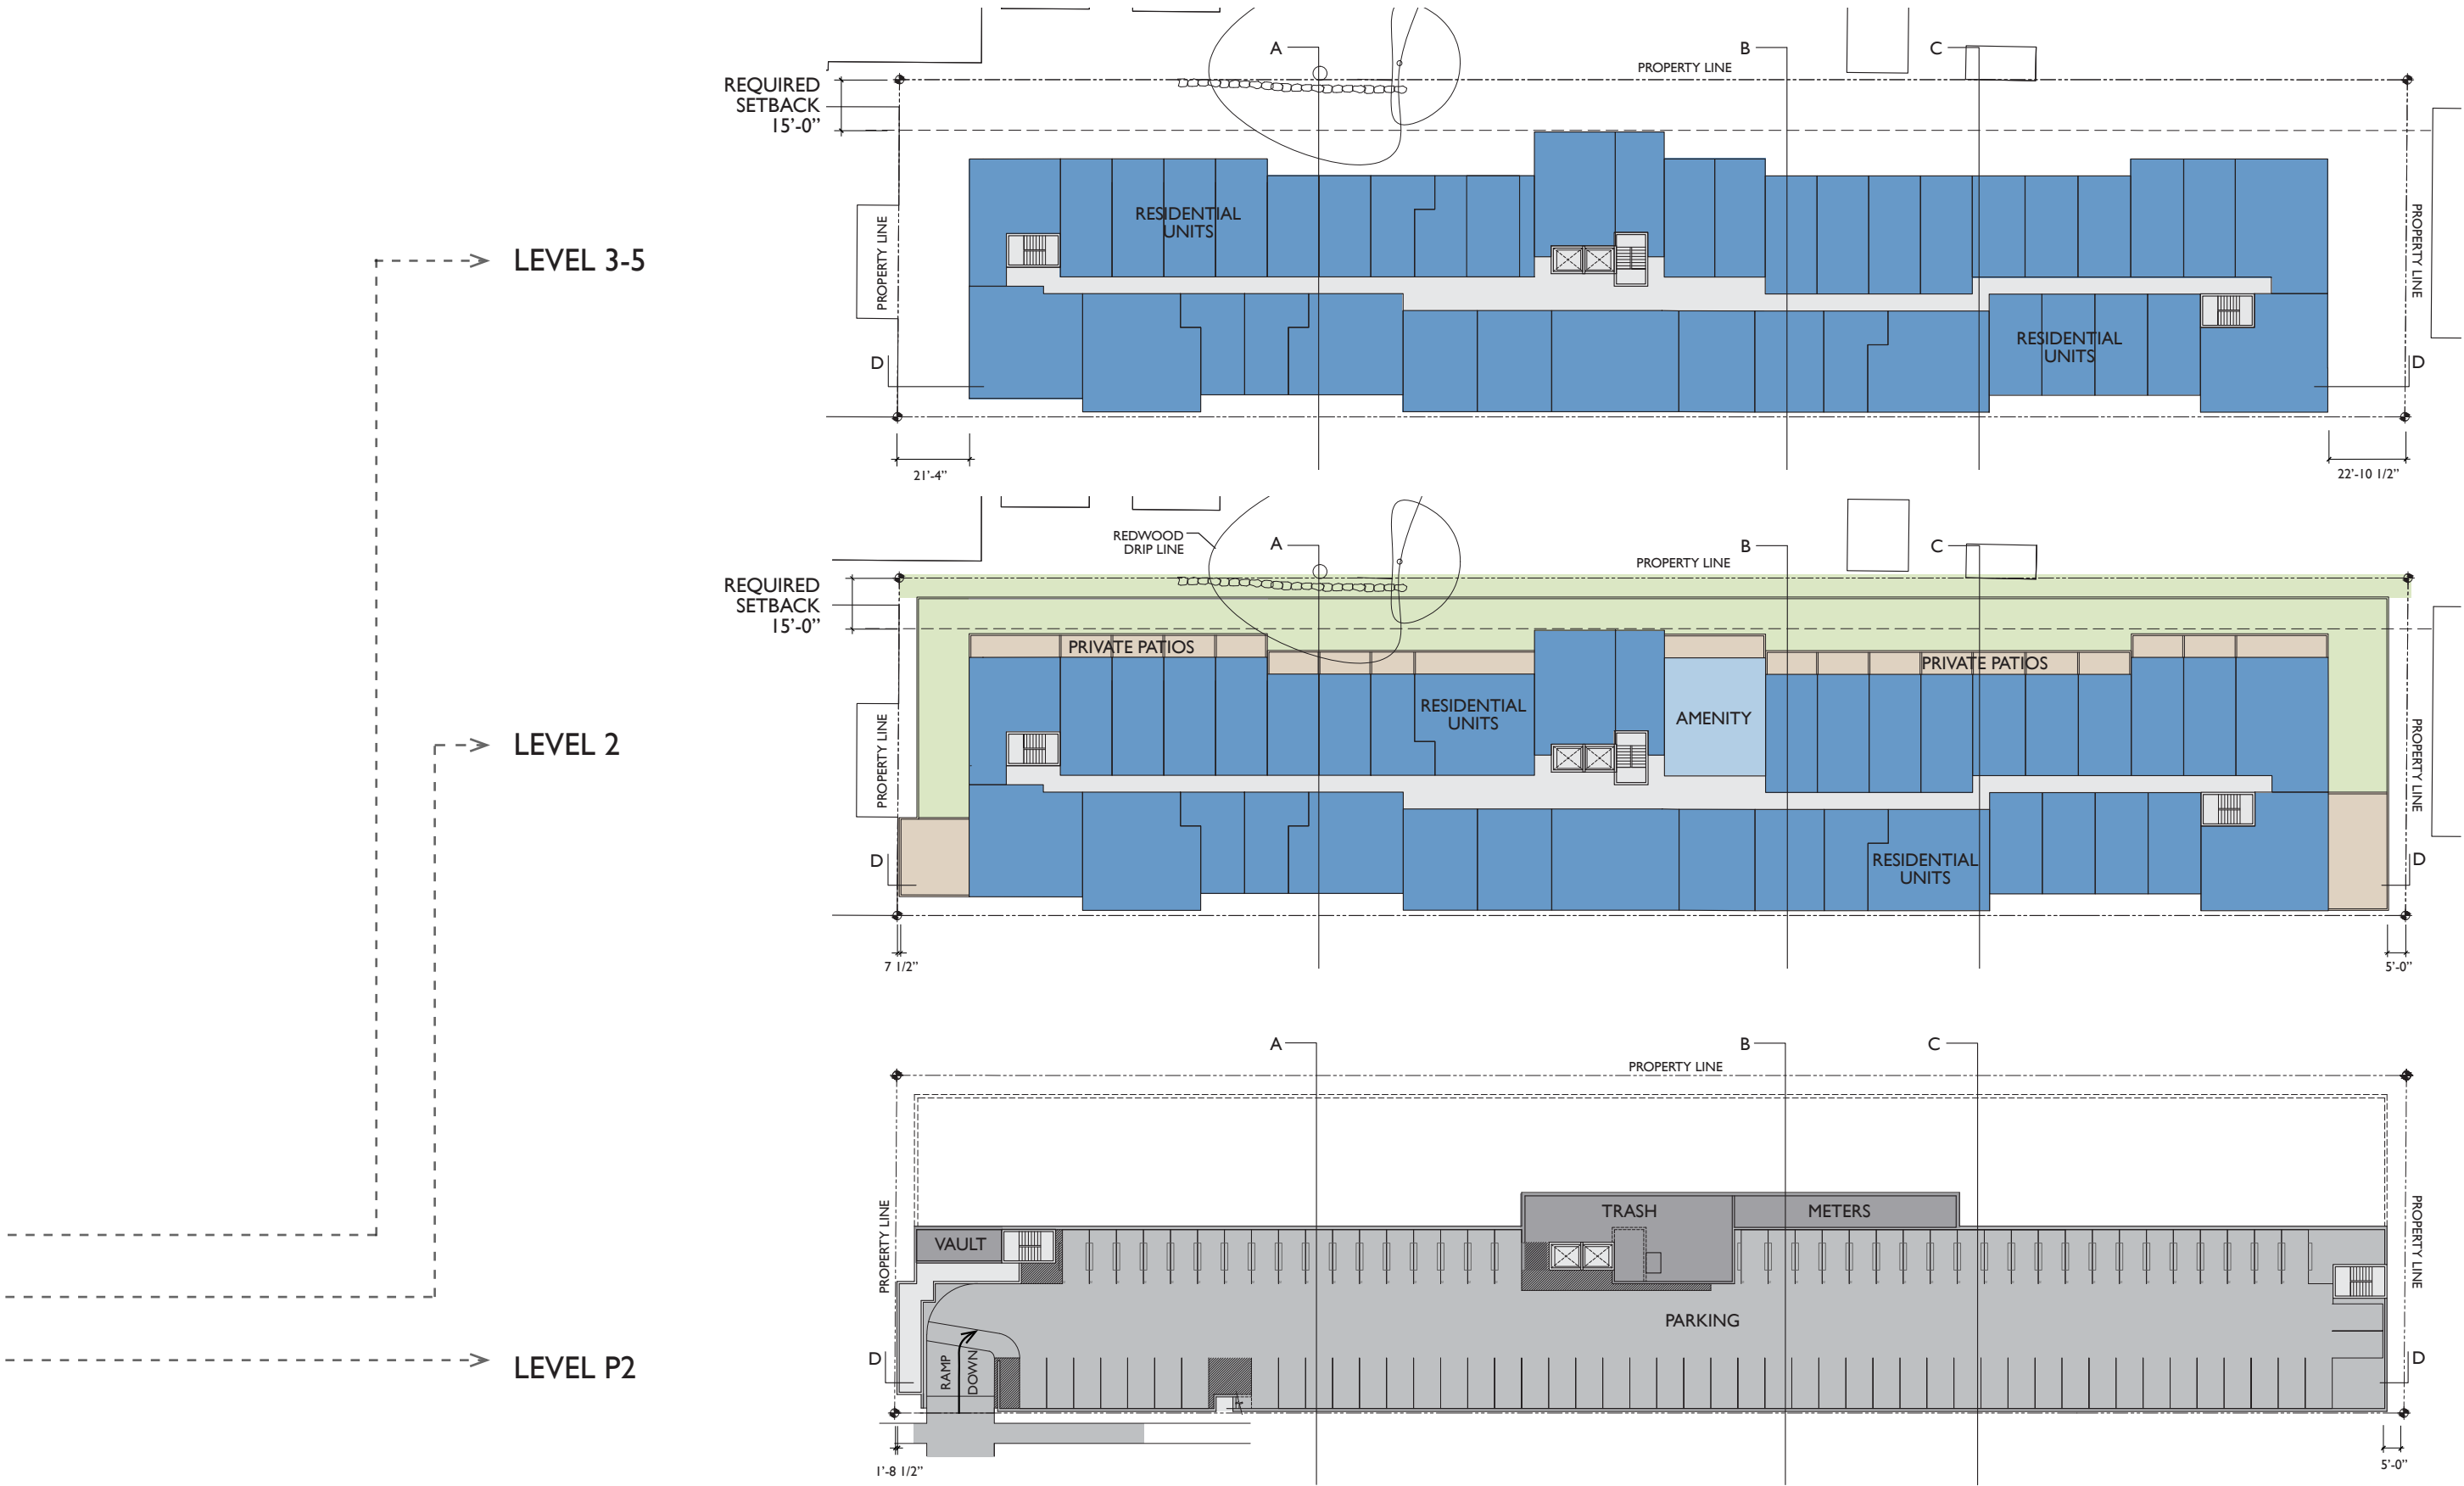 A
B
C
PROPERTY LINE
REQUIRED
SETBACK
15’-0”
RESIDENTIAL
UNITS
PROPERTY LINE
PROPERTY LINE
LEVEL 3-5
RESIDENTIAL
UNITS
D
D
21’-4”
22’-10 1/2”
REDWOOD
DRIP LINE
A
B
C
PROPERTY LINE
REQUIRED
SETBACK
15’-0”
PRIVATE PATIOS
PRIVATE PATIOS
RESIDENTIAL
UNITS
AMENITY
LEVEL 2
PROPERTY LINE
PROPERTY LINE
D
RESIDENTIAL
UNITS
D
7 1/2”
5’-0”
A
B
C
PROPERTY LINE
TRASH
METERS
VAULT
PROPERTY LINE
PROPERTY LINE
PARKING
LEVEL P2
D
RAMP
DOWN
D
1’-8 1/2”
5’-0”